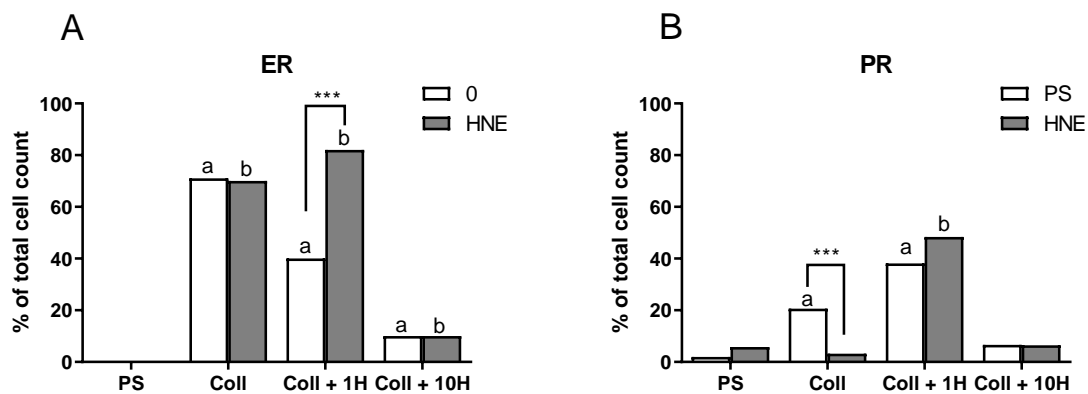 A
ER
0
HNE
% of total cell count
100
80
60
40
20
0
a
b
a
***
b
a
b
PS
Coll
Coll + 1H
Coll + 10H
B
PR
PS
HNE
% of total cell count
100
80
60
40
20
0
a
***
a
b
PS
Coll
Coll + 1H
Coll + 10H